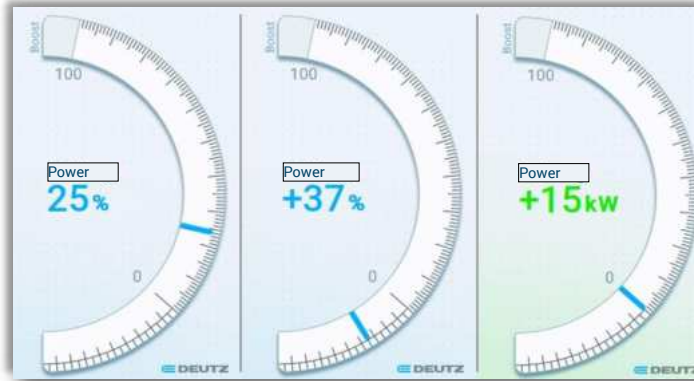 Boost
100
Power
25%
0
DEUTZ
Boost
100
Power
+37%
0
DEUTZ
Boost
100
Power
+15kW
0
DEUTZ